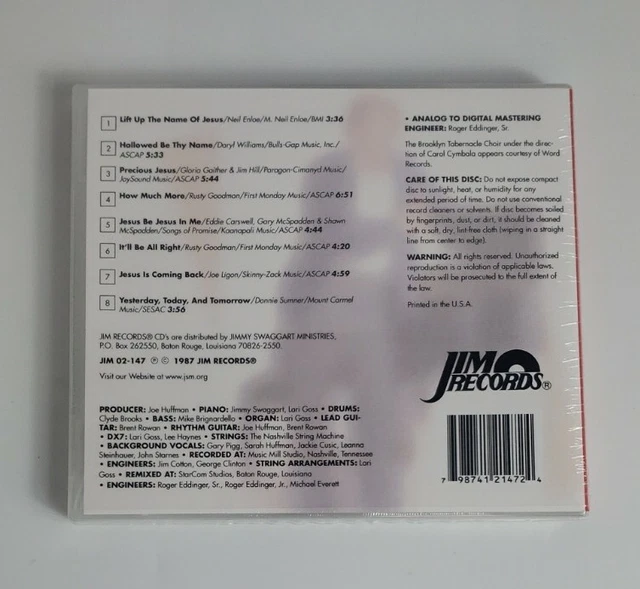 1 Lift Up The Name Of Jesus/Neil Enloe/M. Neil Enloe/BMI 3:36
2 Hallowed Be Thy Name/Daryl Williams/Bulls-Gap Music, Inc./
ASCAP 5:33
3 Precious Jesus/Gloria Gaither & Jim Hill/Paragon-Cimarryd Music/
JoySound Music/ASCAP 5:44
4 How Much More/Rusty Goodman/First Monday Music/ASCAP 6:51
5 Jesus Be Jesus In Me/Eddie Carswell, Gary McSpadden & Shawn
McSpadden/Songs of Promise/Kaanapali Music/ASCAP 4:44
6 It'll Be All Right/Rusty Goodman/First Monday Music/ASCAP 4:20
7 Jesus Is Coming Back/Joe Ligon/Skinny-Zack Music/ASCAP 4:59
8 Yesterday, Today, And Tomorrow/Donnie Sumner/Mount Carmel
Music/SESAC 3:56
JIM RECORDS® CD's are distributed by JIMMY SWAGGART MINISTRIES,
P.O. Box 262550, Baton Rouge, Louisiana 70826-2550.
JIM 02-147 ℗ © 1987 JIM RECORDS®
Visit our Website at www.jsm.org
PRODUCER: Joe Huffman • PIANO: Jimmy Swaggart, Lari Goss • DRUMS:
Clyde Brooks • BASS: Mike Brignardello • ORGAN: Lari Goss • LEAD GUI-
TAR: Brent Rowan • RHYTHM GUITAR: Joe Huffman, Brent Rowan
• DX7: Lari Goss, Lee Haynes • STRINGS: The Nashville String Machine
• BACKGROUND VOCALS: Gary Pigg, Sarah Huffman, Jackie Cusic, Leanna
Steinhauer, John Starnes • RECORDED AT: Music Mill Studio, Nashville, Tennessee
• ENGINEERS: Jim Cotton, George Clinton • STRING ARRANGEMENTS: Lari
Goss • REMIXED AT: StarCom Studios, Baton Rouge, Louisiana
• ENGINEERS: Roger Eddinger, Sr., Roger Eddinger, Jr., Michael Everett
• ANALOG TO DIGITAL MASTERING
ENGINEER: Roger Eddinger, Sr.
The Brooklyn Tabernacle Choir under the direc-
tion of Carol Cymbala appears courtesy of Word
Records.
CARE OF THIS DISC: Do not expose compact
disc to sunlight, heat, or humidity for any
extended period of time. Do not use conventional
record cleaners or solvents. If disc becomes soiled
by fingerprints, dust, or dirt, it should be cleaned
with a soft, dry, lint-free cloth (wiping in a
straight line from center to edge).
WARNING: All rights reserved. Unauthorized
reproduction is a violation of applicable laws.
Violators will be prosecuted to the full extent of
the law.
Printed in the U.S.A.
JIM
RECORDS®
7 98741 21472 4